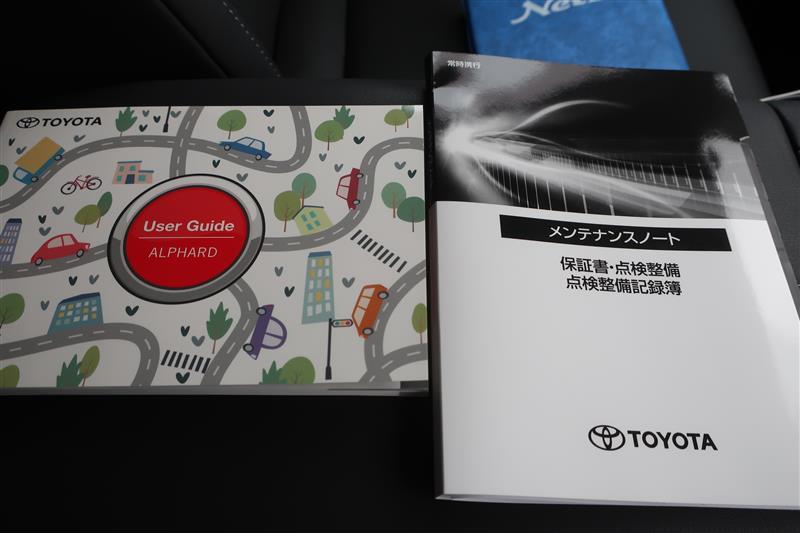 TOYOTA
User Guide
ALPHARD
常時携行
メンテナンスノート
保証書・点検整備
点検整備記録簿
TOYOTA